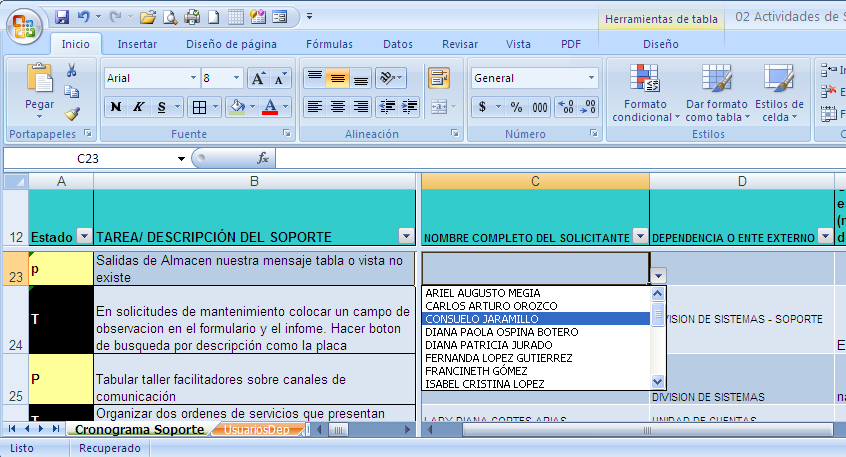 Herramientas de tabla
02 Actividades de S
Inicio Insertar Diseño de página Fórmulas Datos Revisar Vista PDF Diseño
Arial 8 General
Pegar
N K S
$ % 000
Formato condicional
Dar formato como tabla
Estilos de celda
In
E
F
Portapapeles Fuente Alineación Número Estilos C
C23 fx
A B C D
12 Estado TAREA/ DESCRIPCIÓN DEL SOPORTE NOMBRE COMPLETO DEL SOLICITANTE DEPENDENCIA O ENTE EXTERNO
23 p Salidas de Almacen nuestra mensaje tabla o vista no
existe
ARIEL AUGUSTO MEGIA
CARLOS ARTURO OROZCO
CONSUELO JARAMILLO
DIANA PAOLA OSPINA BOTERO
DIANA PATRICIA JURADO
FERNANDA LOPEZ GUTIERREZ
FRANCINETH GÓMEZ
ISABEL CRISTINA LOPEZ
24 T En solicitudes de mantenimiento colocar un campo de
observacion en el formulario y el infome. Hacer boton
de busqueda por descripción como la placa
VISION DE SISTEMAS - SOPORTE
E
25 P Tabular taller facilitadores sobre canales de
comunicación
DIVISION DE SISTEMAS
na
T Organizar dos ordenes de servicios que presentan
LADY DIANA CORTES ARIAS
UNIDAD DE CUENTAS
Cronograma Soporte UsuariosDep
Listo Recuperado